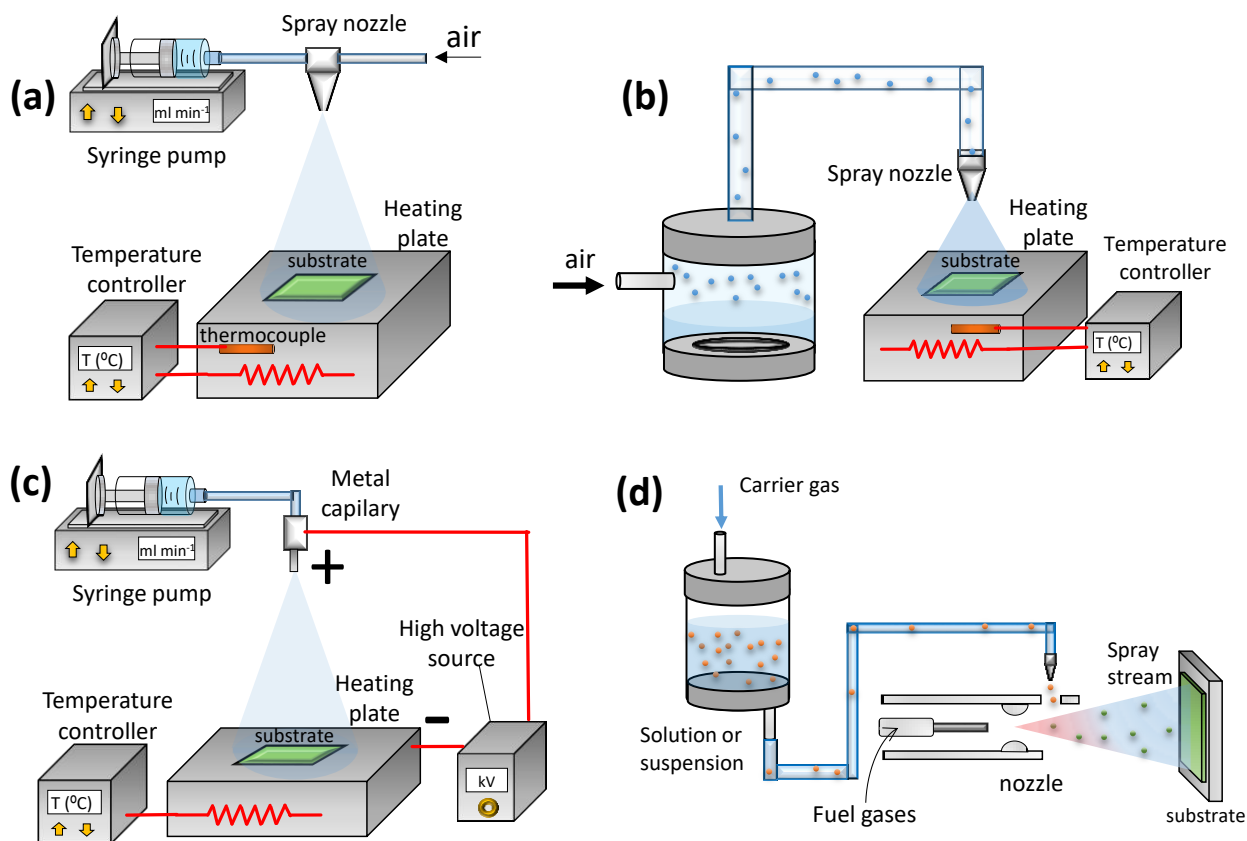 (a)
Spray nozzle
air
ml min⁻¹
Syringe pump
Heating
plate
Temperature
controller
substrate
thermocouple
T (⁰C)
(b)
Spray nozzle
air
Heating
plate
substrate
Temperature
controller
T (⁰C)
(c)
Metal
capilary
ml min⁻¹
+
Syringe pump
High voltage
source
Heating
plate
-
Temperature
controller
substrate
T (⁰C)
kV
(d)
Carrier gas
Spray
stream
Solution or
suspension
nozzle
Fuel gases
substrate